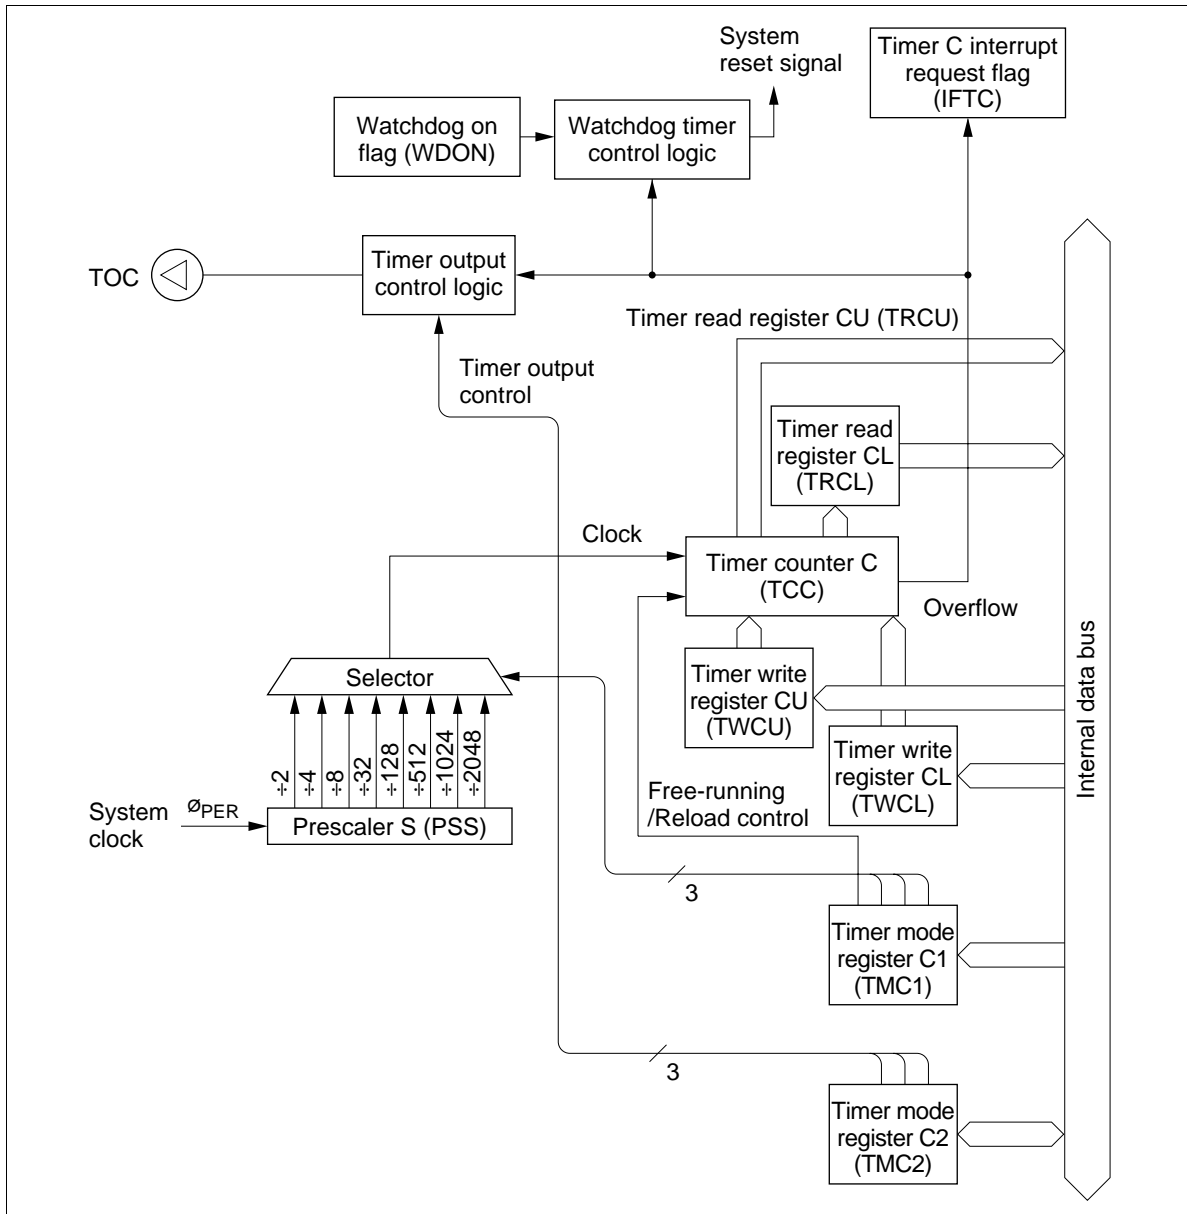 System
reset signal
Timer C interrupt
request flag
(IFTC)
Watchdog on
flag (WDON)
Watchdog timer
control logic
TOC
Timer output
control logic
Timer read register CU (TRCU)
Timer output
control
Timer read
register CL
(TRCL)
Clock
Timer counter C
(TCC)
Overflow
Selector
Timer write
register CU
(TWCU)
Internal data bus
÷2
÷4
÷8
÷32
÷128
÷512
÷1024
÷2048
Timer write
register CL
(TWCL)
System
clock
øPER
Prescaler S (PSS)
Free-running
/Reload control
3
Timer mode
register C1
(TMC1)
3
Timer mode
register C2
(TMC2)